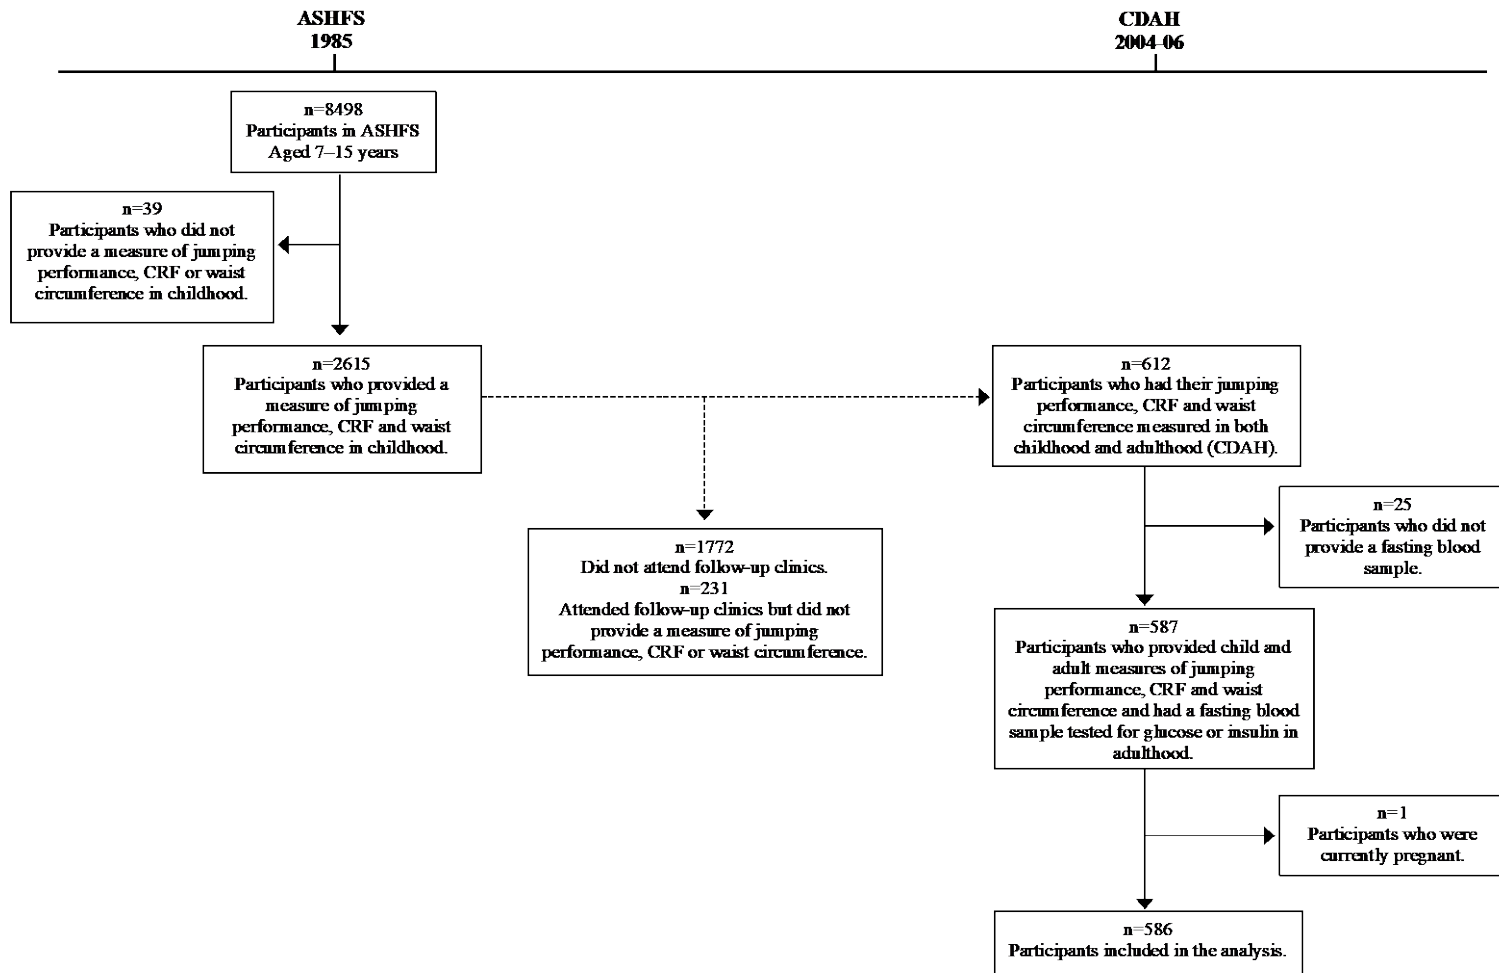 ASHFS
1985
CDAH
2004-06
n=8498
Participants in ASHFS
Aged 7–15 years
n=39
Participants who did not
provide a measure of jumping
performance, CRF or waist
circumference in childhood.
n=2615
Participants who provided a
measure of jumping
performance, CRF and waist
circumference in childhood.
n=612
Participants who had their jumping
performance, CRF and waist
circumference measured in both
childhood and adulthood (CDAH).
n=25
Participants who did not
provide a fasting blood
sample.
n=1772
Did not attend follow-up clinics.
n=231
Attended follow-up clinics but did not
provide a measure of jumping
performance, CRF or waist circumference.
n=587
Participants who provided child and
adult measures of jumping
performance, CRF and waist
circumference and had a fasting blood
sample tested for glucose or insulin in
adulthood.
n=1
Participants who were
currently pregnant.
n=586
Participants included in the analysis.